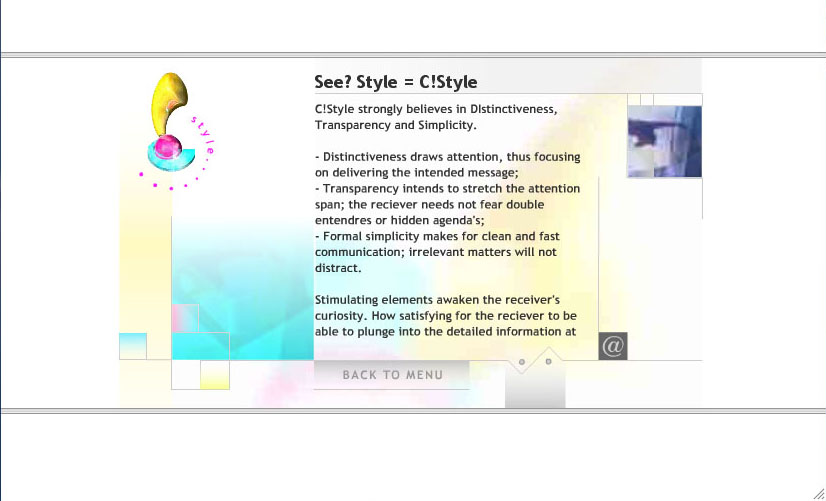 See? Style = C!Style
style...
C!Style strongly believes in DIstinctiveness,
Transparency and Simplicity.
- Distinctiveness draws attention, thus focusing
on delivering the intended message;
- Transparency intends to stretch the attention
span; the reciever needs not fear double
entendres or hidden agenda's;
- Formal simplicity makes for clean and fast
communication; irrelevant matters will not
distract.
Stimulating elements awaken the receiver's
curiosity. How satisfying for the reciever to be
able to plunge into the detailed information at
@
BACK TO MENU